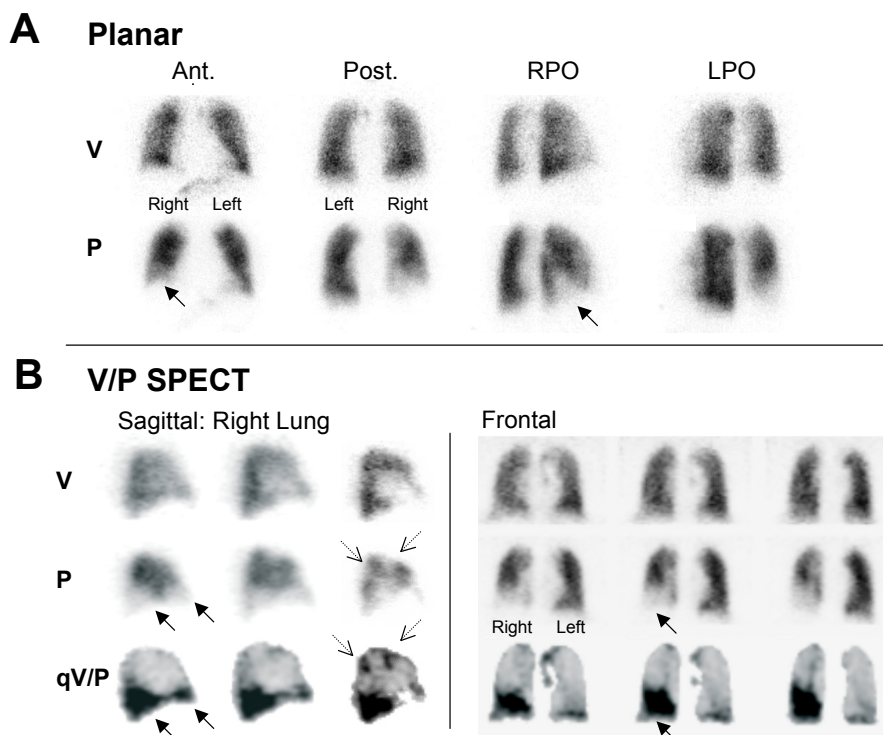 A Planar
Ant. Post. RPO LPO
V
Right Left Left Right
P
B V/P SPECT
Sagittal: Right Lung Frontal
V
P
Right Left
qV/P